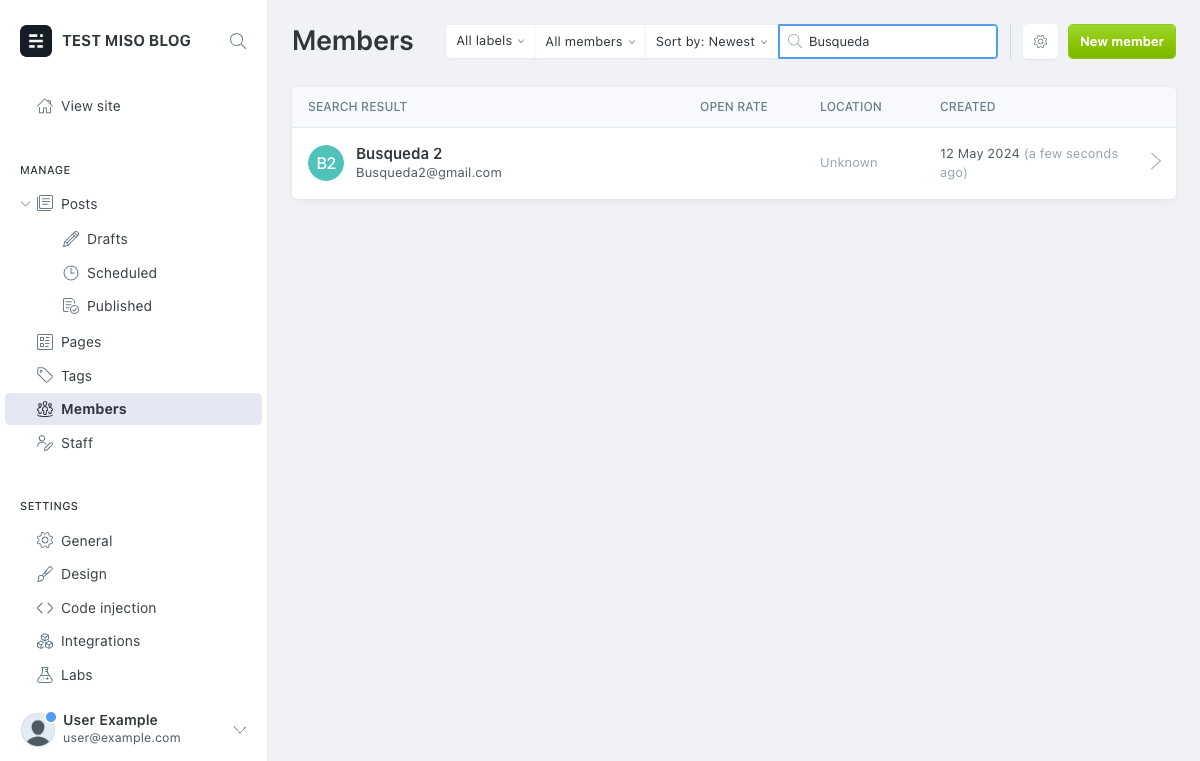 TEST MISO BLOG
View site
MANAGE
Posts
Drafts
Scheduled
Published
Pages
Tags
Members
Staff
SETTINGS
General
Design
Code injection
Integrations
Labs
User Example
user@example.com
Members
All labels
All members
Sort by: Newest
Busqueda
New member
SEARCH RESULT OPEN RATE LOCATION CREATED
B2
Busqueda 2
Busqueda2@gmail.com
Unknown
12 May 2024 (a few seconds
ago)